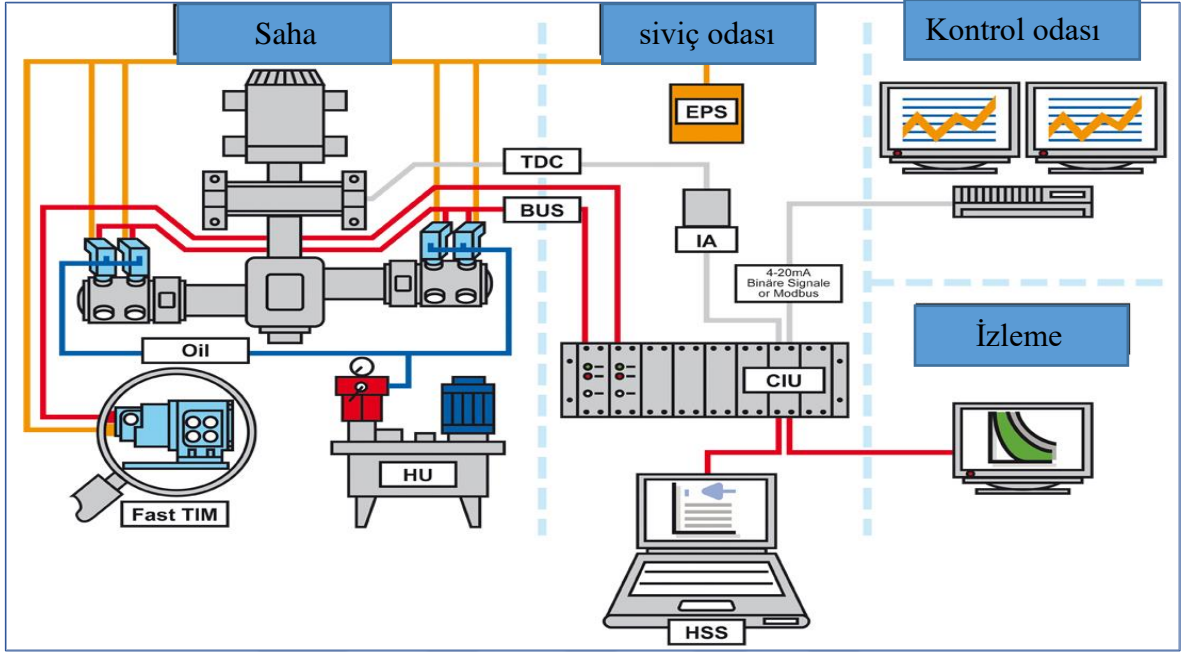 Saha
siviç odası
Kontrol odası
EPS
TDC
BUS
IA
4-20mA
Binäre Signale
or Modbus
İzleme
Oil
CIU
HU
Fast TIM
HSS